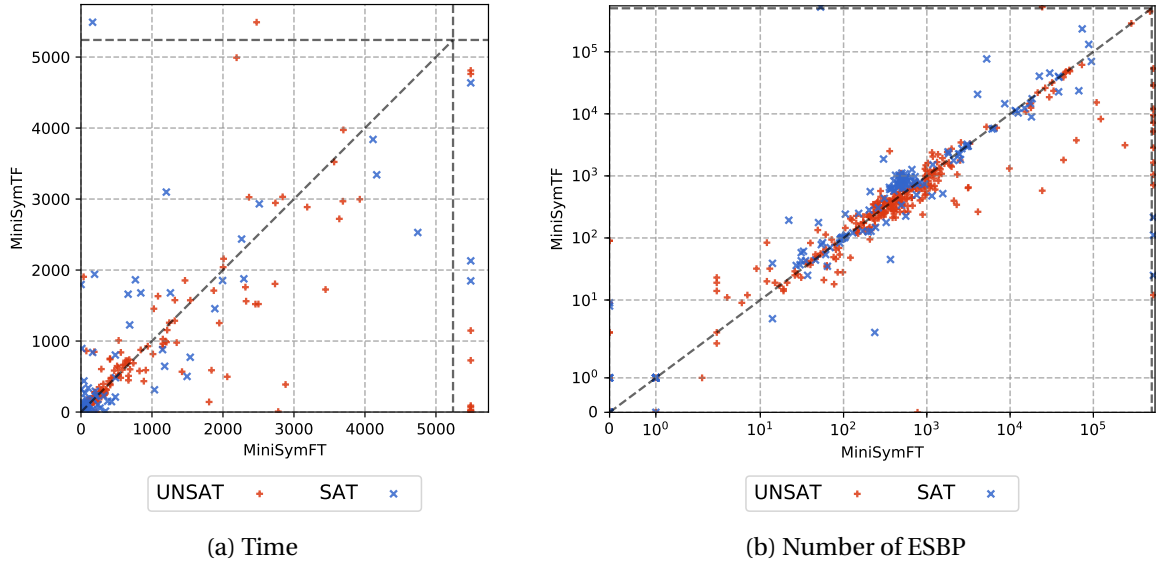 5000
4000
3000
2000
1000
0
MiniSymTF
0 1000 2000 3000 4000 5000
MiniSymFT
UNSAT SAT
(a) Time
10^5
10^4
10^3
10^2
10^1
10^0
0
MiniSymTF
0 10^0 10^1 10^2 10^3 10^4 10^5
MiniSymFT
UNSAT SAT
(b) Number of ESBP